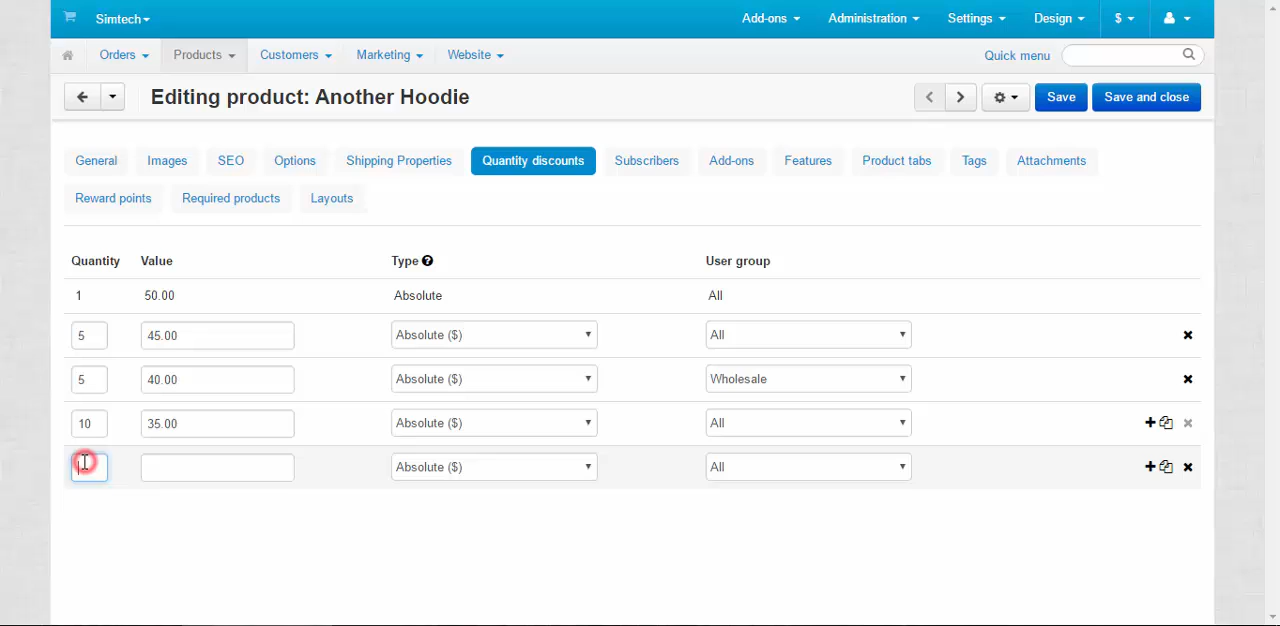 Simtech Add-ons Administration Settings Design $
Orders Products Customers Marketing Website Quick menu
Editing product: Another Hoodie Save Save and close
General Images SEO Options Shipping Properties Quantity discounts Subscribers Add-ons Features Product tabs Tags Attachments
Reward points Required products Layouts
Quantity Value Type ? User group
1 50.00 Absolute All
5 45.00 Absolute ($) All
5 40.00 Absolute ($) Wholesale
10 35.00 Absolute ($) All
Absolute ($) All